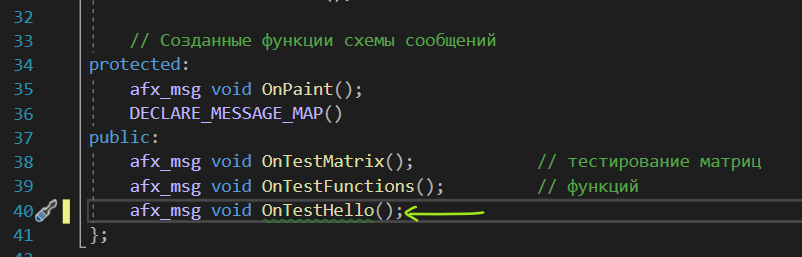 32
33 // Созданные функции схемы сообщений
34 protected:
35 afx_msg void OnPaint();
36 DECLARE_MESSAGE_MAP()
37 public:
38 afx_msg void OnTestMatrix(); // тестирование матриц
39 afx_msg void OnTestFunctions(); // функций
40 afx_msg void OnTestHello();
41 };